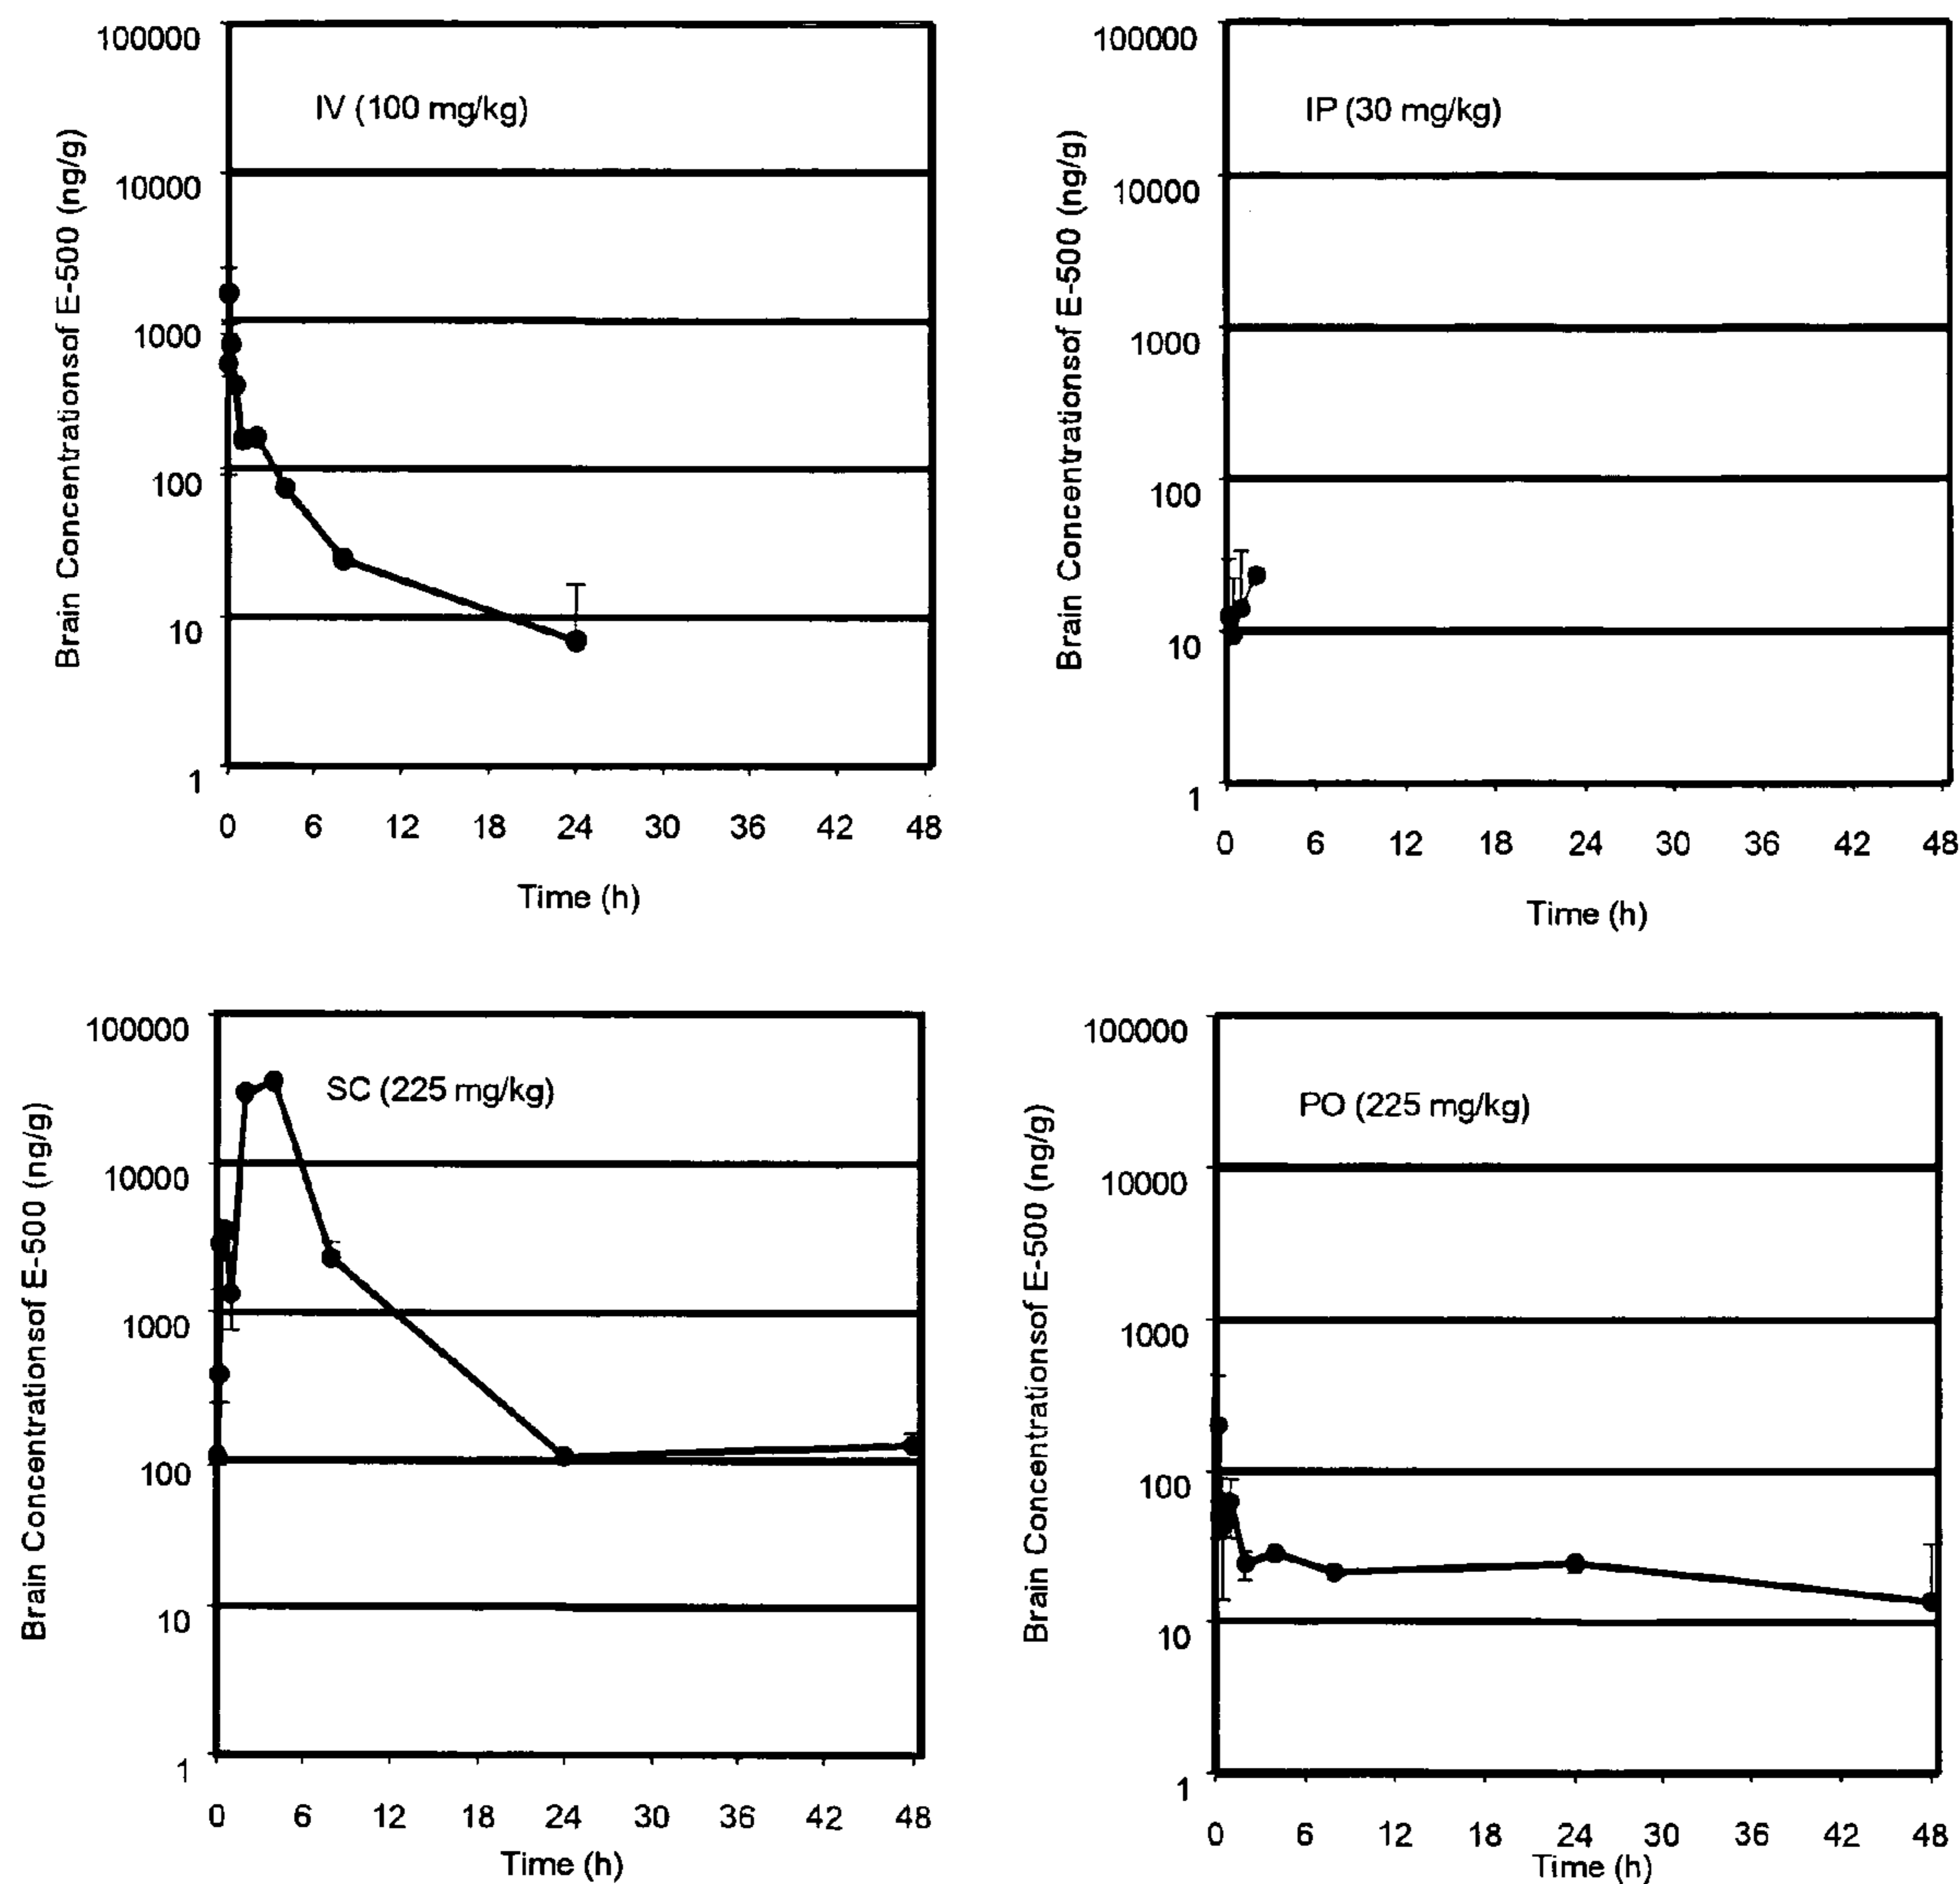 100000
10000
1000
100
10
1
Brain Concentrationsof E-500 (ng/g)
IV (100 mg/kg)
0 6 12 18 24 30 36 42 48
Time (h)
100000
10000
1000
100
10
1
Brain Concentrationsof E-500 (ng/g)
IP (30 mg/kg)
0 6 12 18 24 30 36 42 48
Time (h)
100000
10000
1000
100
10
1
Brain Concentrationsof E-500 (ng/g)
SC (225 mg/kg)
0 6 12 18 24 30 36 42 48
Time (h)
100000
10000
1000
100
10
1
Brain Concentrationsof E-500 (ng/g)
PO (225 mg/kg)
0 6 12 18 24 30 36 42 48
Time (h)